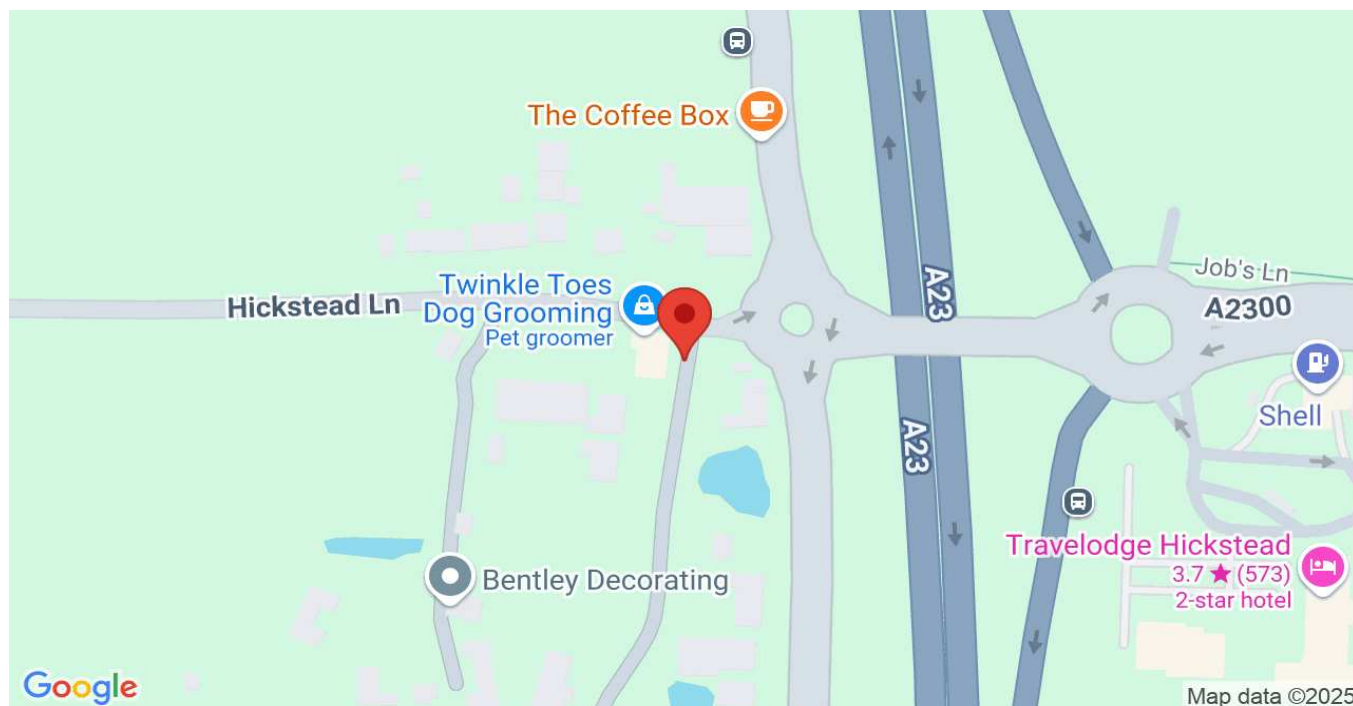 The Coffee Box
Twinkle Toes
Dog Grooming
Pet groomer
Hickstead Ln
A23
A23
Job's Ln
A2300
Shell
Bentley Decorating
Travelodge Hickstead
3.7 ★ (573)
2-star hotel
Google
Map data ©2025